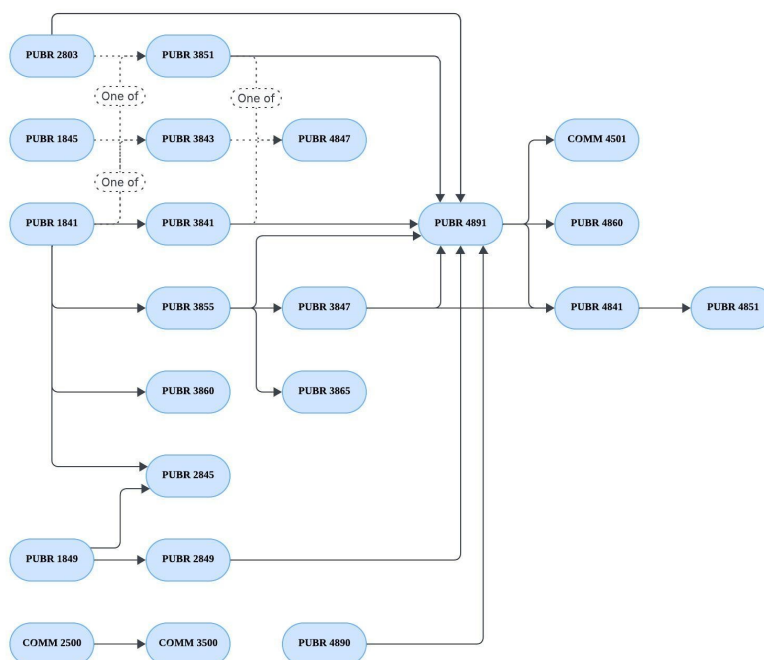 PUBR 2803
PUBR 3851
One of
One of
PUBR 1845
PUBR 3843
PUBR 4847
COMM 4501
One of
PUBR 1841
PUBR 3841
PUBR 4891
PUBR 4860
PUBR 3855
PUBR 3847
PUBR 4841
PUBR 4851
PUBR 3860
PUBR 3865
PUBR 2845
PUBR 1849
PUBR 2849
COMM 2500
COMM 3500
PUBR 4890